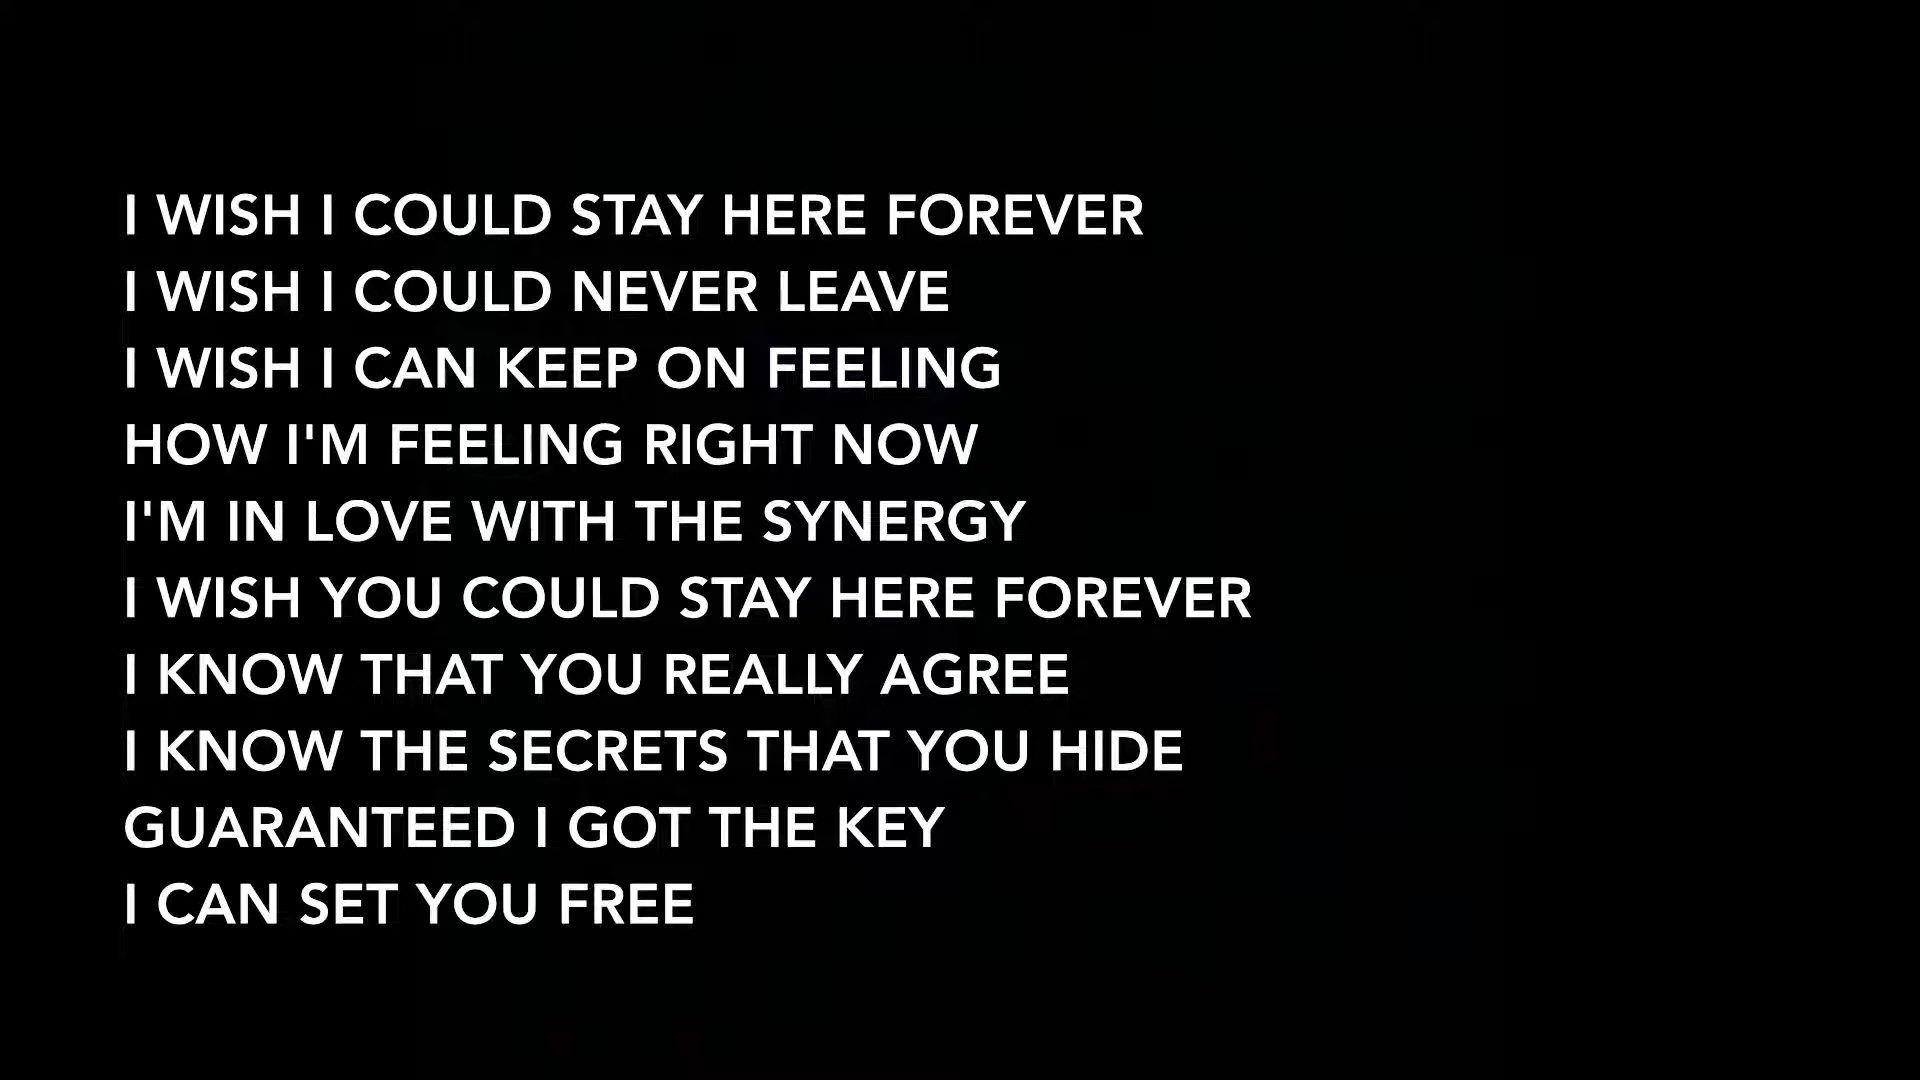 I WISH I COULD STAY HERE FOREVER
I WISH I COULD NEVER LEAVE
I WISH I CAN KEEP ON FEELING
HOW I'M FEELING RIGHT NOW
I'M IN LOVE WITH THE SYNERGY
I WISH YOU COULD STAY HERE FOREVER
I KNOW THAT YOU REALLY AGREE
I KNOW THE SECRETS THAT YOU HIDE
GUARANTEED I GOT THE KEY
I CAN SET YOU FREE